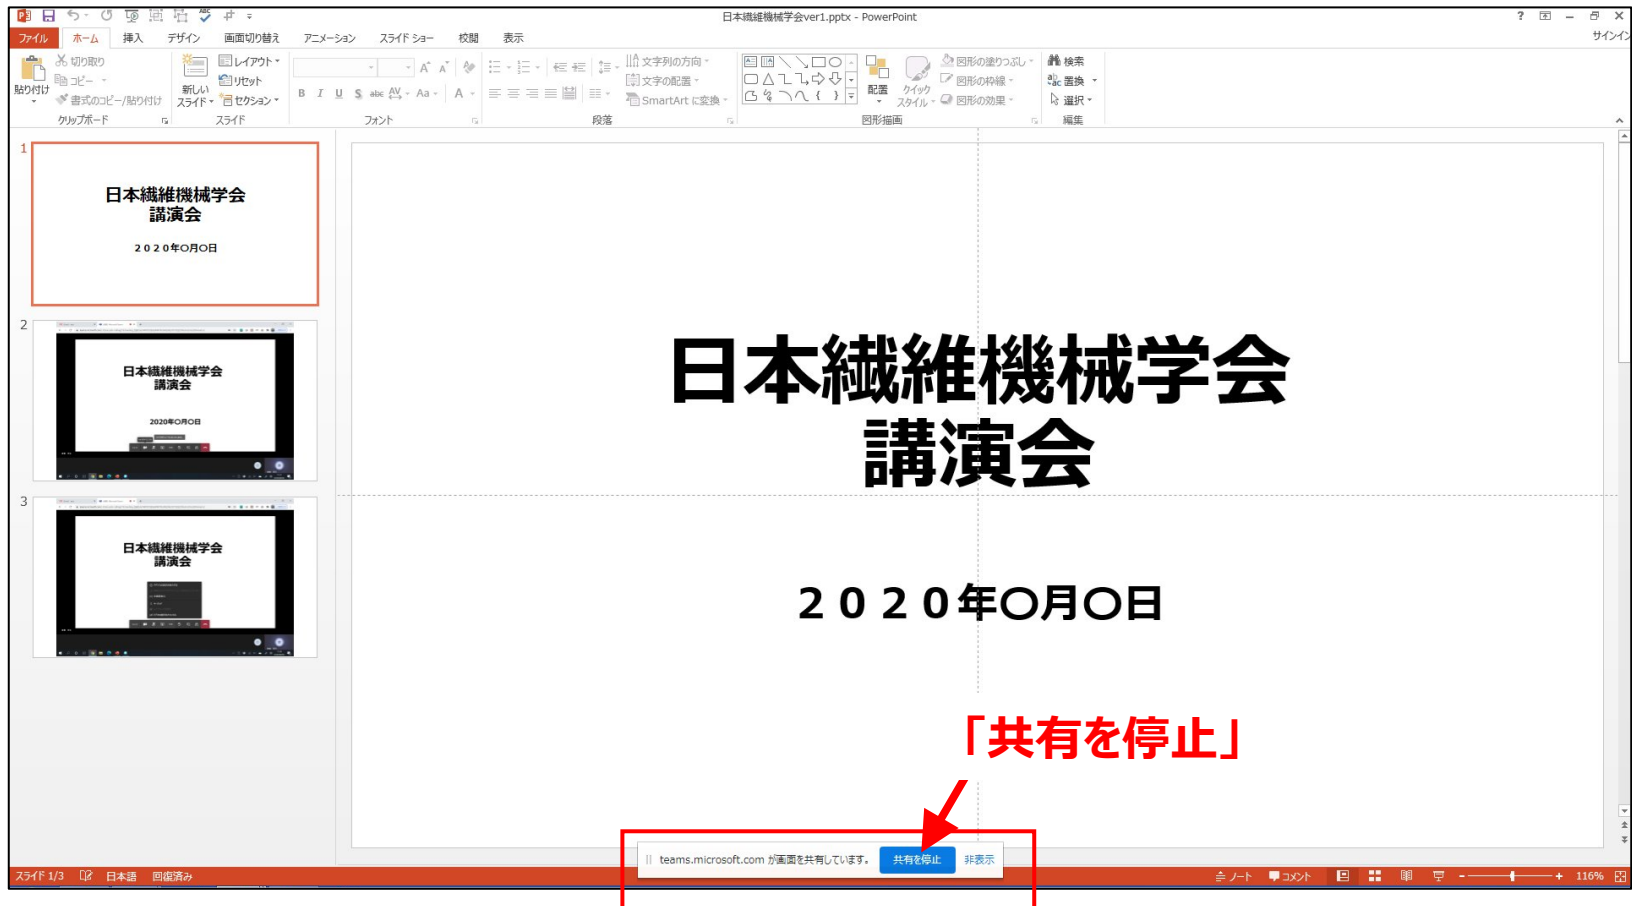 日本繊維機械学会ver1.pptx - PowerPoint
サインイン
ファイル ホーム 挿入 デザイン 画面切り替え アニメーション スライド ショー 校閲 表示
貼り付け
切り取り
コピー
書式のコピー/貼り付け
クリップボード
新しい
スライド
レイアウト
リセット
セクション
スライド
B I U S abc AV Aa A
フォント
文字列の方向
文字の配置
SmartArt に変換
段落
配置
クイック
スタイル
図形の塗りつぶし
図形の枠線
図形の効果
図形描画
検索
置換
選択
編集
1
日本繊維機械学会
講演会
2020年〇月〇日
2
日本繊維機械学会
講演会
2020年〇月〇日
3
日本繊維機械学会
講演会
日本繊維機械学会
講演会
2020年〇月〇日
「共有を停止」
teams.microsoft.com が画面を共有しています。 共有を停止 非表示
スライド 1/3 日本語 回復済み ノート コメント 116%